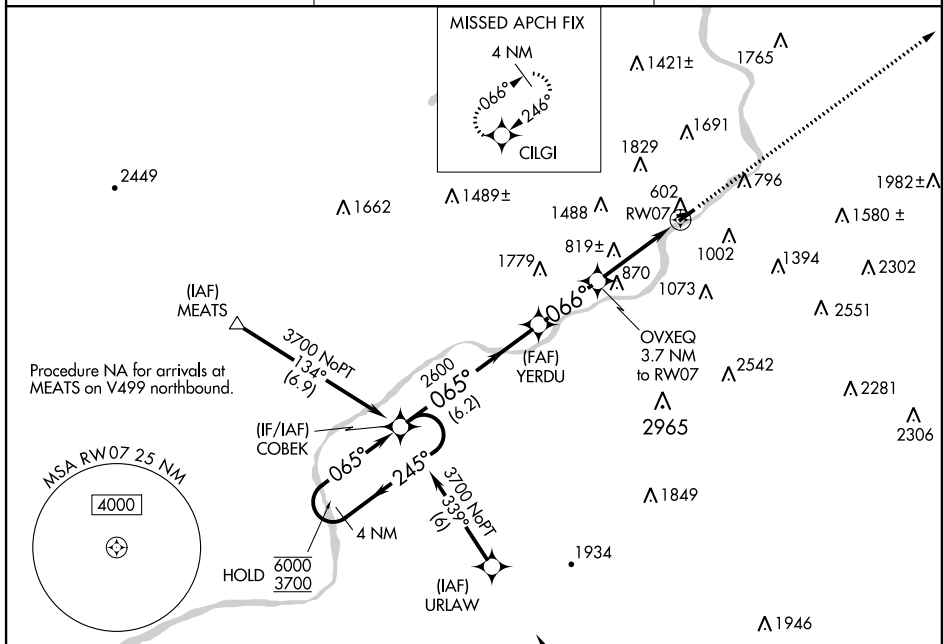 MISSED APCH FIX
4 NM
066°
246°
CILGI
1421±
1765
1691
1829
2449
1662
1489±
1488
602
RW07
796
1982±
1580 ±
819±
1002
1779
870
1073
1394
2302
2551
(IAF)
MEATS
3700 NoPT
134°
(6.9)
Procedure NA for arrivals at
MEATS on V499 northbound.
066°
(FAF)
YERDU
OVXEQ
3.7 NM
to RW07
2600
065°
(6.2)
2542
2281
2965
2306
(IF/IAF)
COBEK
065°
245°
4 NM
3700 NoPT
339°
(6)
1849
MSA RW07 25 NM
4000
HOLD
6000
3700
(IAF)
URLAW
1934
1946